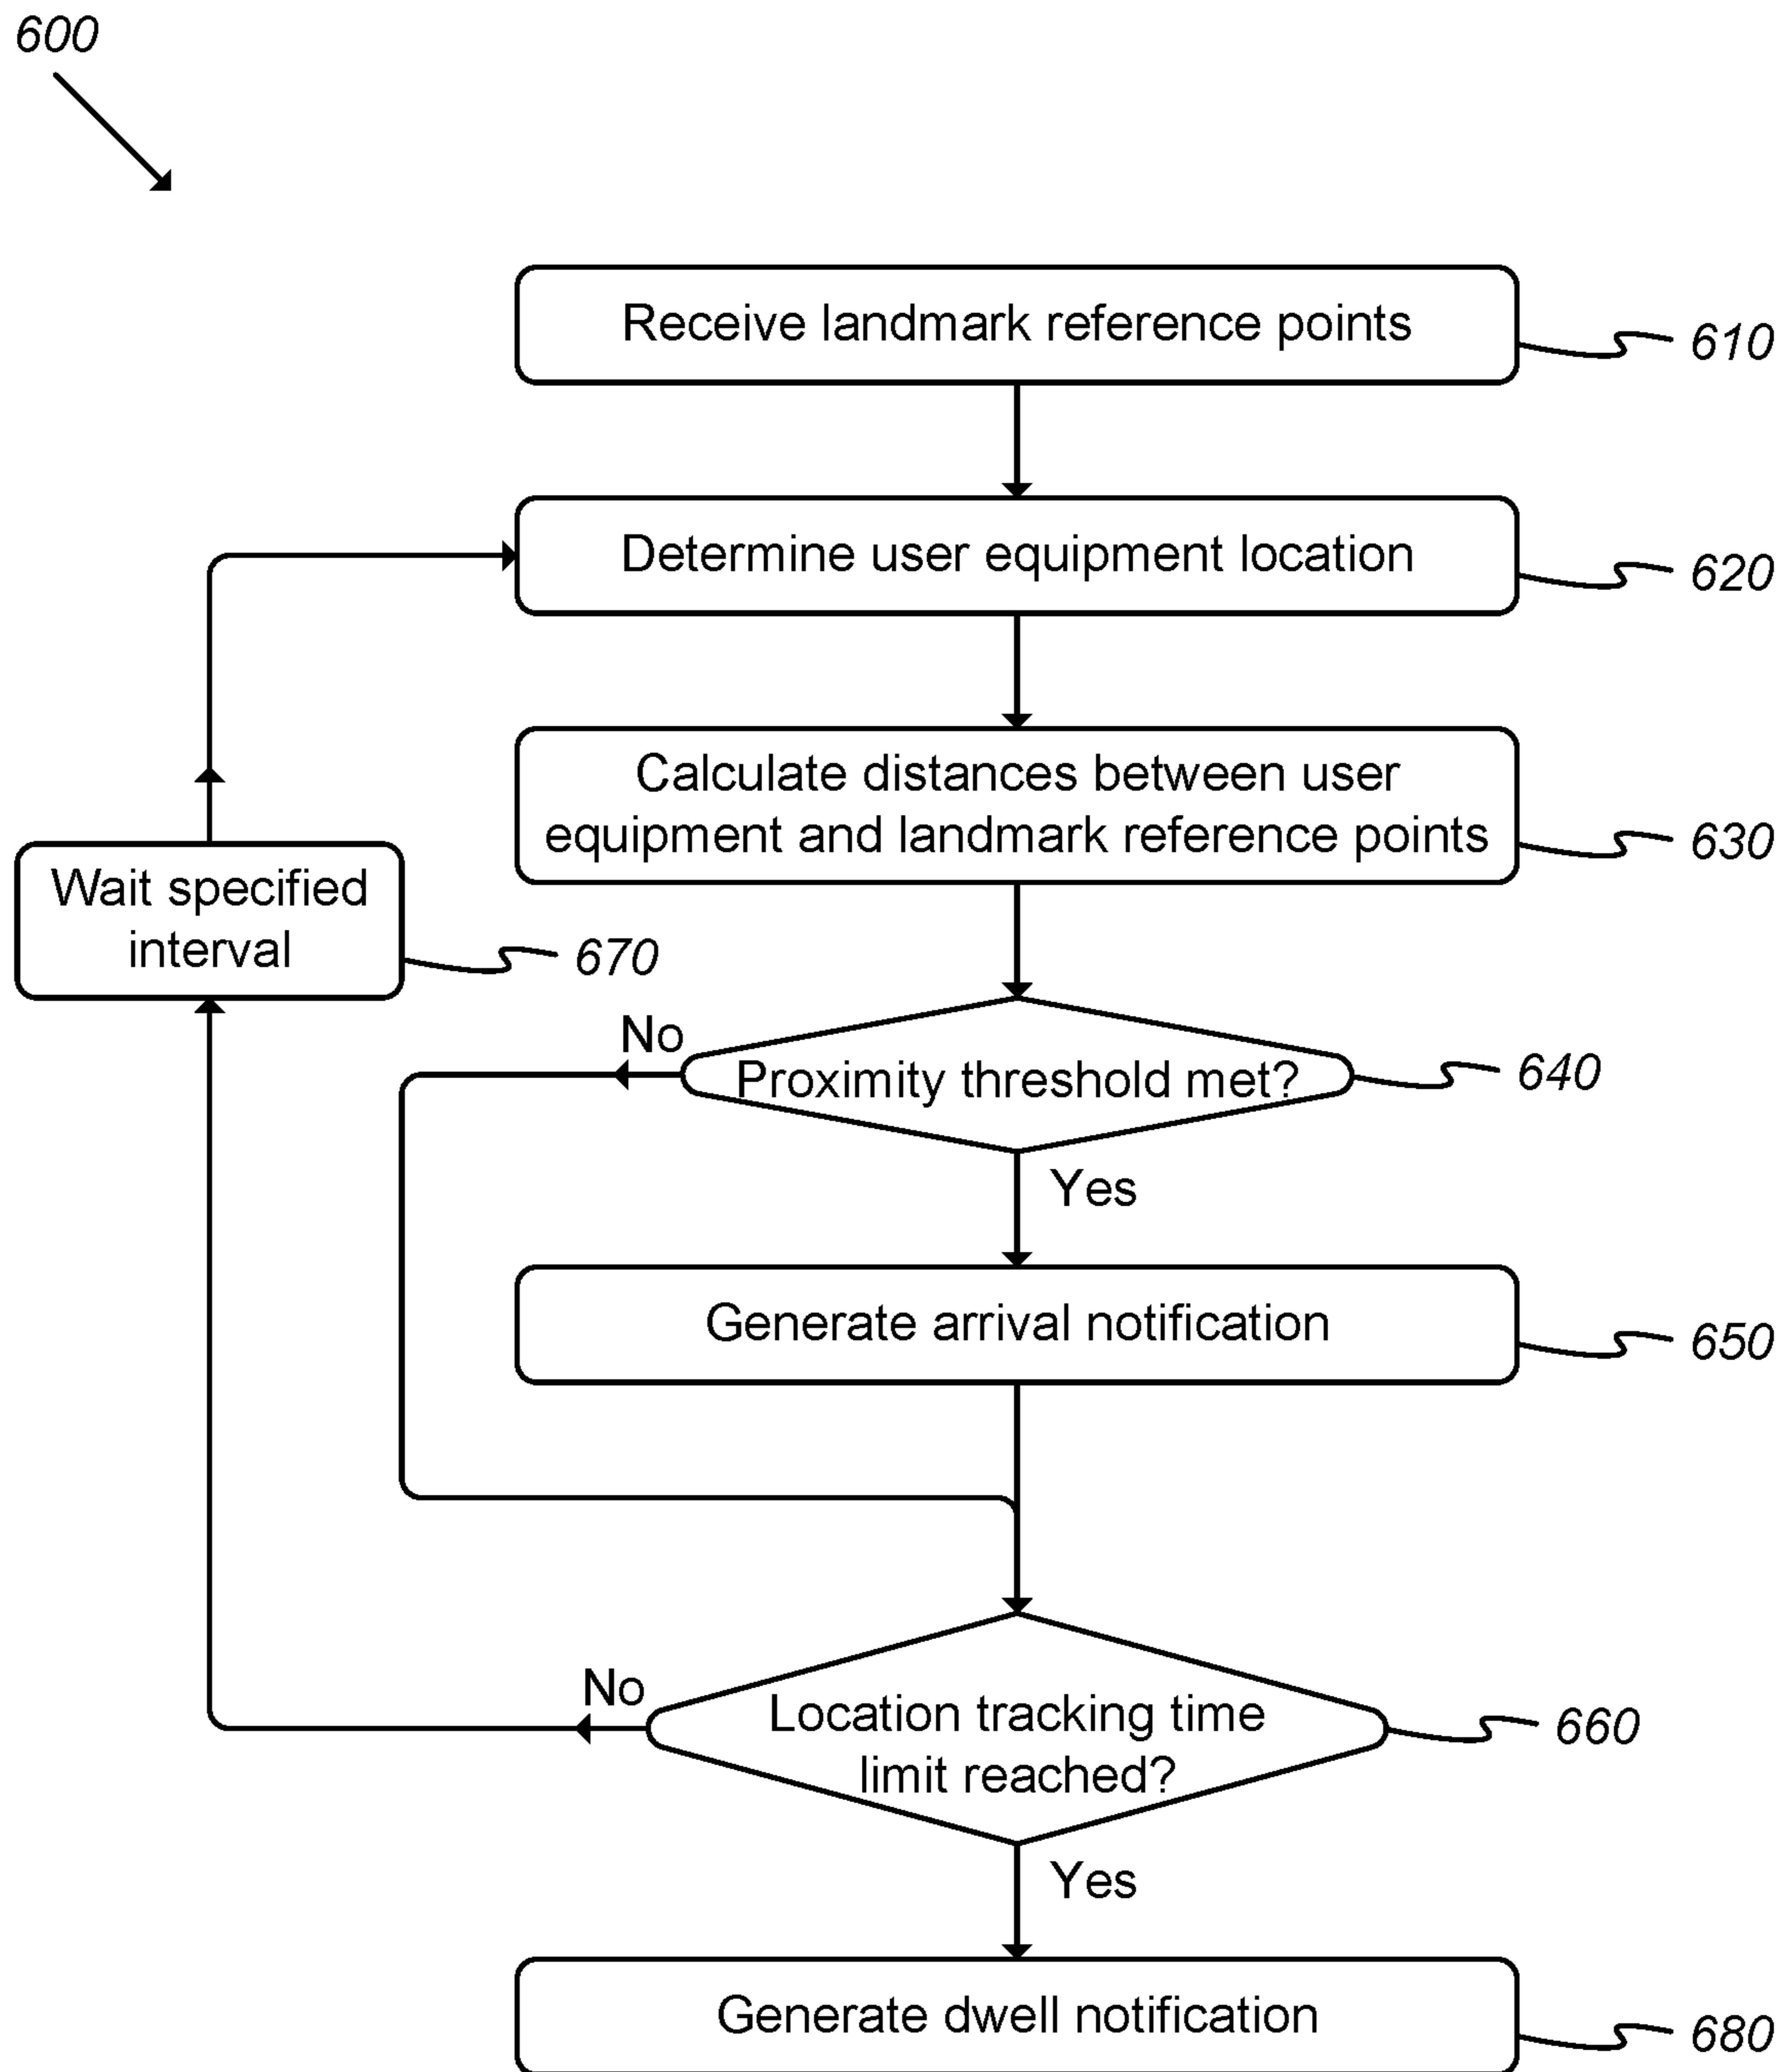 600
Receive landmark reference points
610
Determine user equipment location
620
Calculate distances between user
equipment and landmark reference points
630
Wait specified
interval
670
No
Proximity threshold met?
640
Yes
Generate arrival notification
650
No
Location tracking time
limit reached?
660
Yes
Generate dwell notification
680